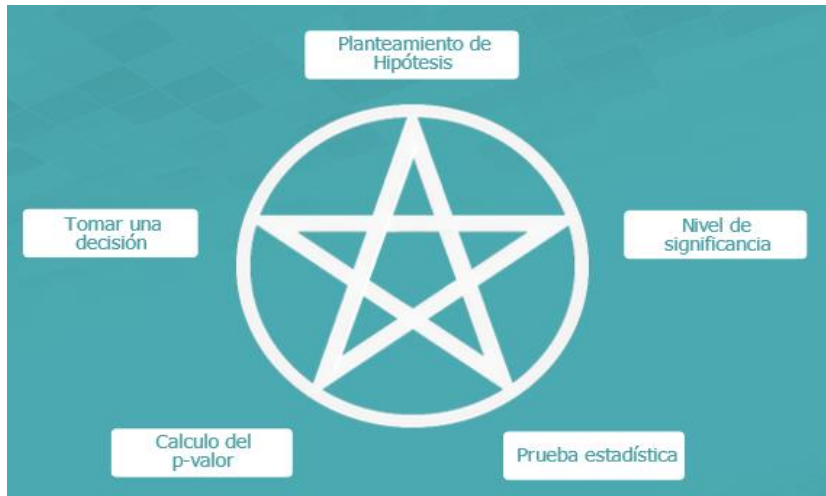 Planteamiento de
Hipótesis
Tomar una
decisión
Nivel de
significancia
Calculo del
p-valor
Prueba estadística